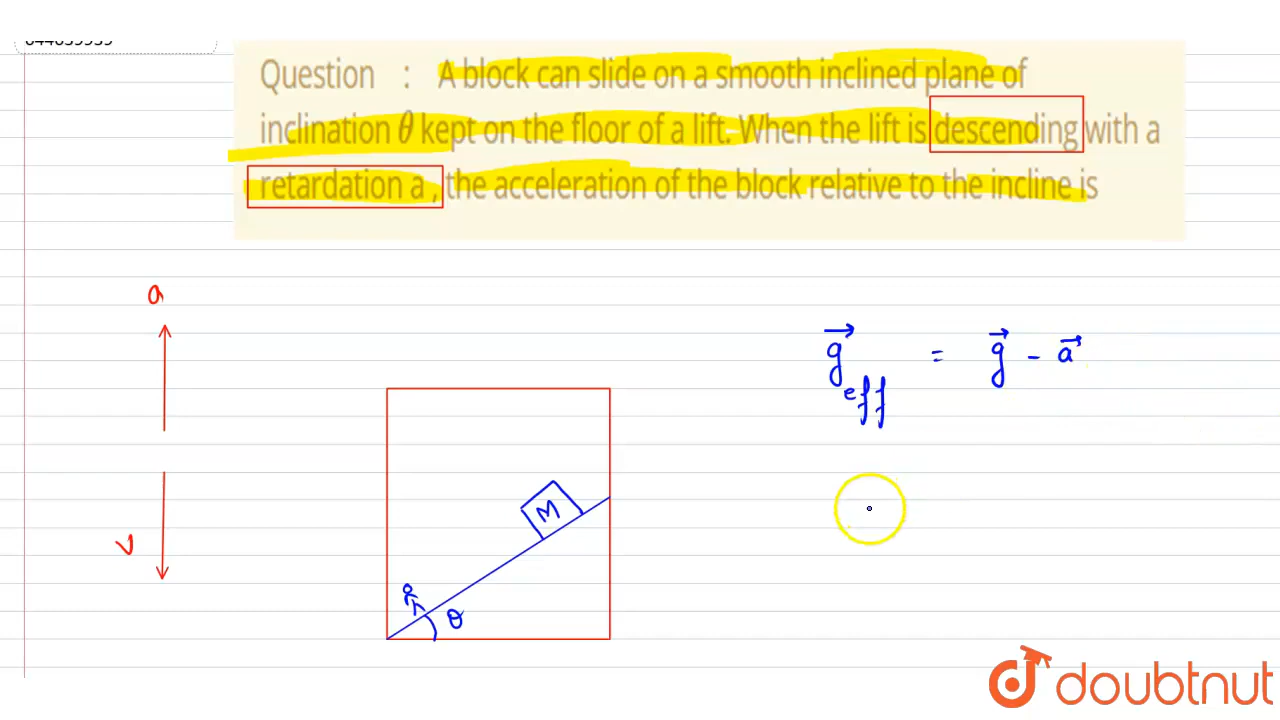 Question : A block can slide on a smooth inclined plane of
inclination θ kept on the floor of a lift. When the lift is descending with a
retardation a , the acceleration of the block relative to the incline is
a
g⃗eff = g⃗ - a⃗
M
v
θ
doubtnut